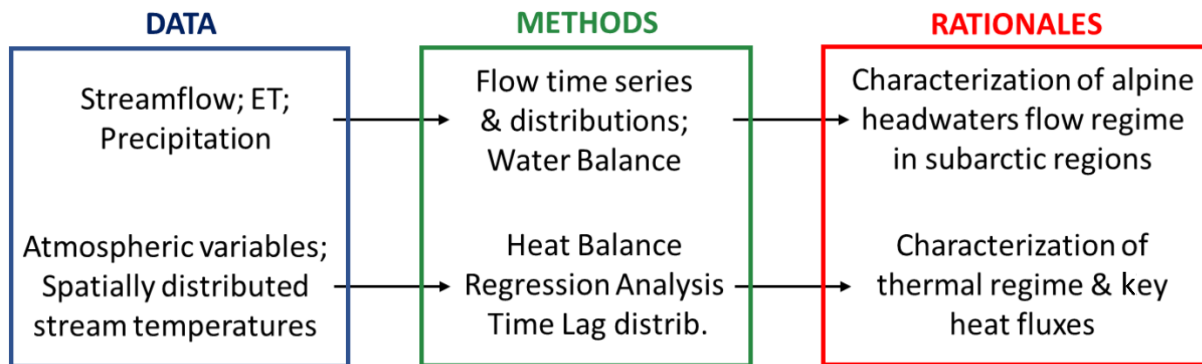 DATA
METHODS
RATIONALES
Streamflow; ET;
Precipitation
Flow time series
& distributions;
Water Balance
Characterization of alpine
headwaters flow regime
in subarctic regions
Atmospheric variables;
Spatially distributed
stream temperatures
Heat Balance
Regression Analysis
Time Lag distrib.
Characterization of
thermal regime & key
heat fluxes